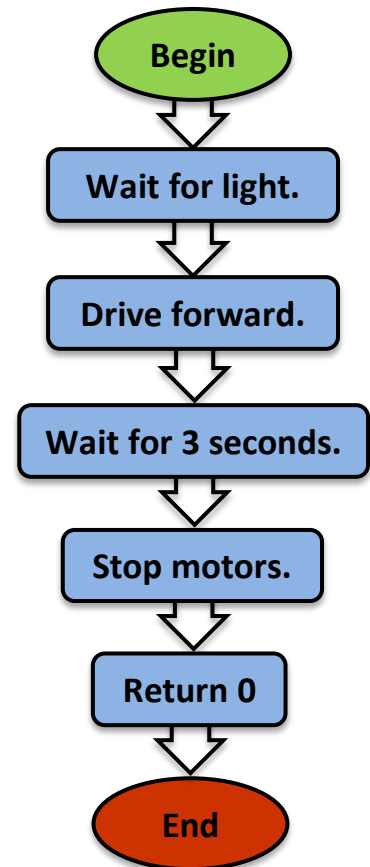 Begin
Wait for light.
Drive forward.
Wait for 3 seconds.
Stop motors.
Return 0
End